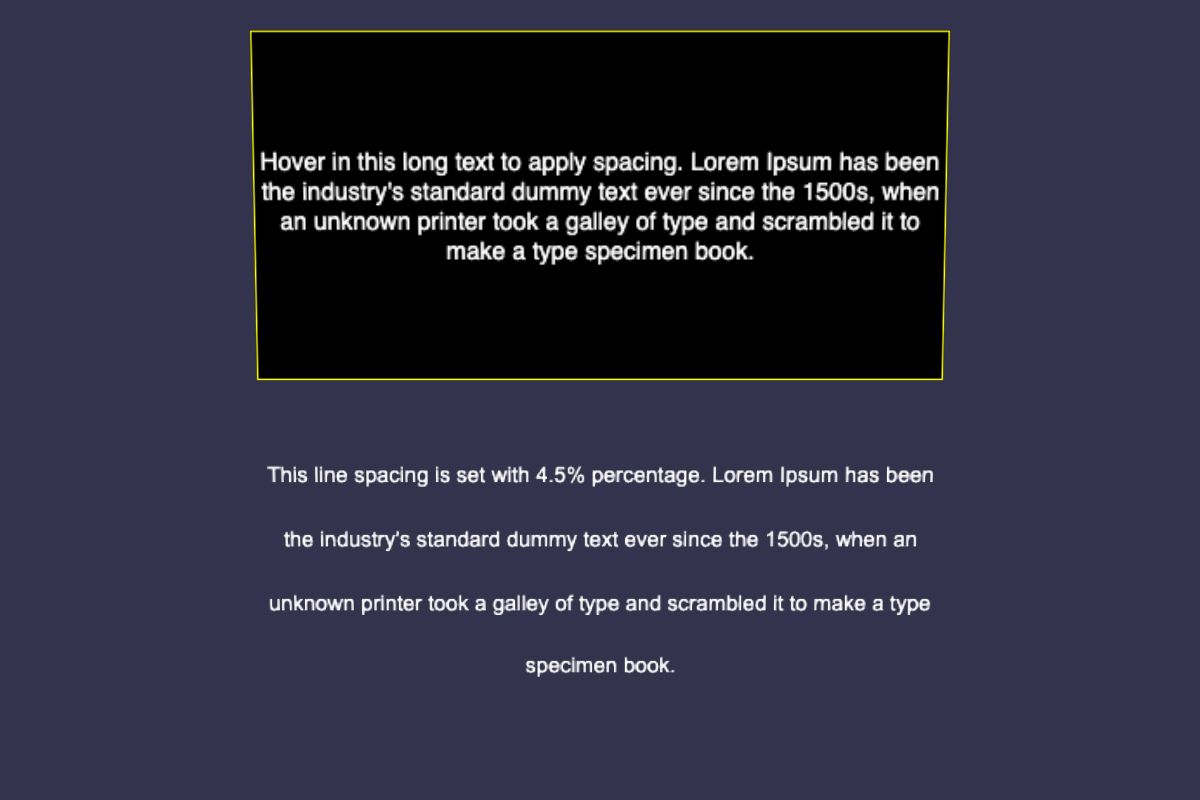 Hover in this long text to apply spacing. Lorem Ipsum has been
the industry's standard dummy text ever since the 1500s, when
an unknown printer took a galley of type and scrambled it to
make a type specimen book.
This line spacing is set with 4.5% percentage. Lorem Ipsum has been
the industry's standard dummy text ever since the 1500s, when an
unknown printer took a galley of type and scrambled it to make a type
specimen book.